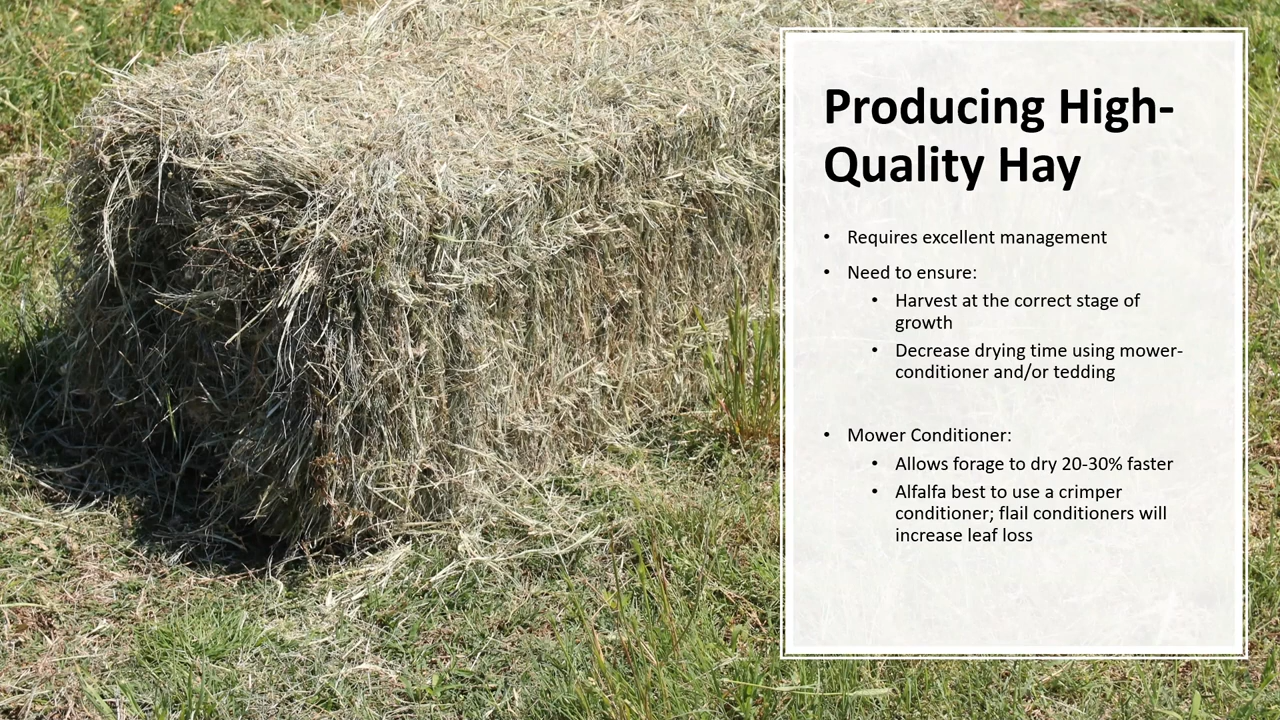 Producing High-
Quality Hay
• Requires excellent management
• Need to ensure:
• Harvest at the correct stage of
growth
• Decrease drying time using mower-
conditioner and/or tedding
• Mower Conditioner:
• Allows forage to dry 20-30% faster
• Alfalfa best to use a crimper
conditioner; flail conditioners will
increase leaf loss